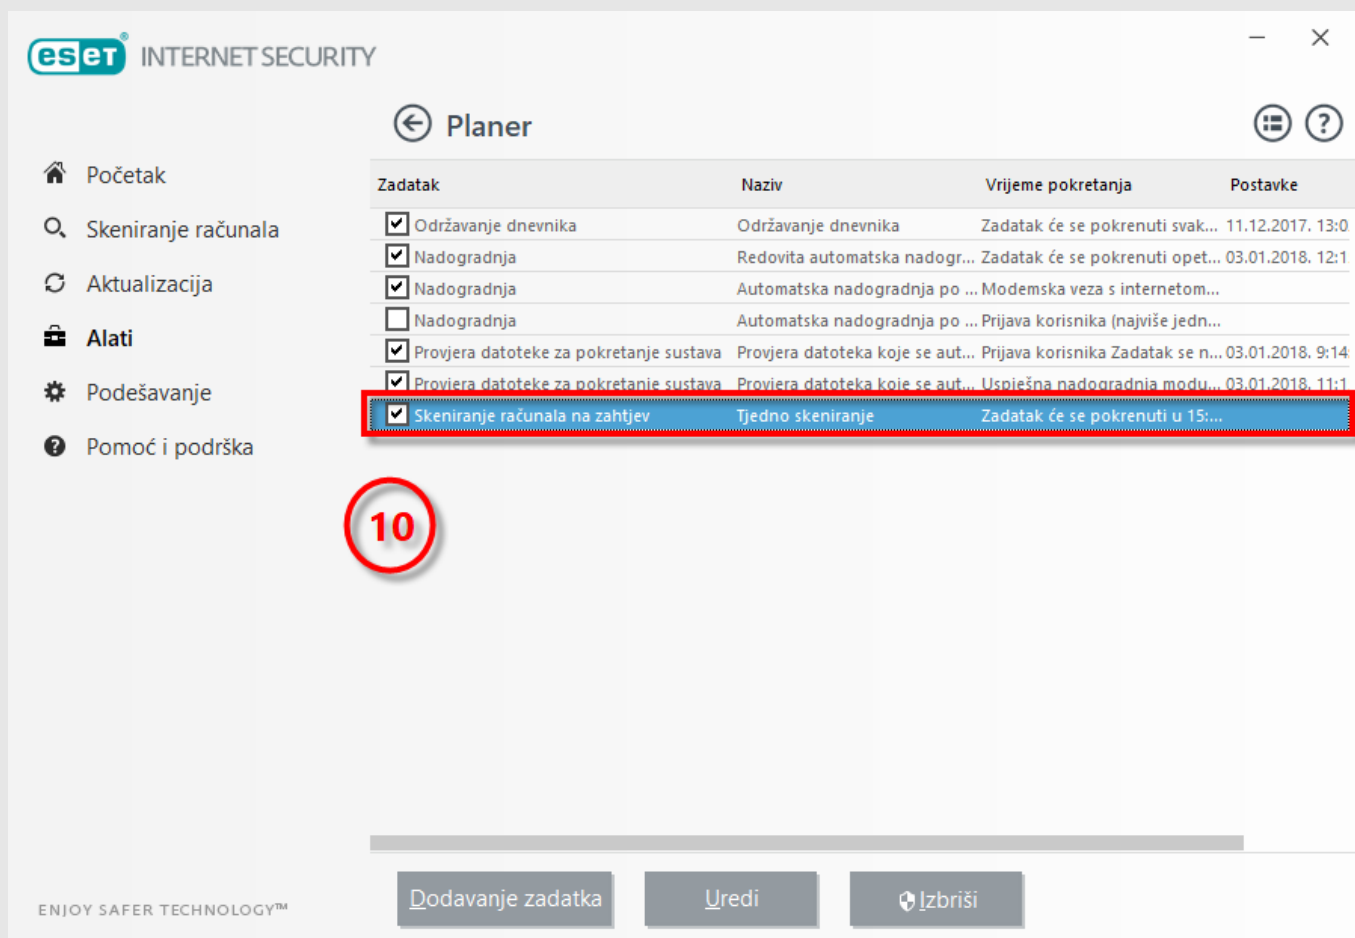 eset® INTERNET SECURITY
Planer
Početak
Skeniranje računala
Aktualizacija
Alati
Podešavanje
Pomoć i podrška
Zadatak Naziv Vrijeme pokretanja Postavke
Održavanje dnevnika Održavanje dnevnika Zadatak će se pokrenuti svak... 11.12.2017. 13:0
Nadogradnja Redovita automatska nadogr... Zadatak će se pokrenuti opet... 03.01.2018. 12:1
Nadogradnja Automatska nadogradnja po ... Modemska veza s internetom...
Nadogradnja Automatska nadogradnja po ... Prijava korisnika (najviše jedn...
Provjera datoteke za pokretanje sustava Provjera datoteka koje se aut... Prijava korisnika Zadatak se n... 03.01.2018. 9:14:
Provjera datoteke za pokretanje sustava Provjera datoteka koje se aut... Uspješna nadogradnja modu... 03.01.2018. 11:1
Skeniranje računala na zahtjev Tjedno skeniranje Zadatak će se pokrenuti u 15:...
10
Dodavanje zadatka Uredi Izbriši
ENJOY SAFER TECHNOLOGY™